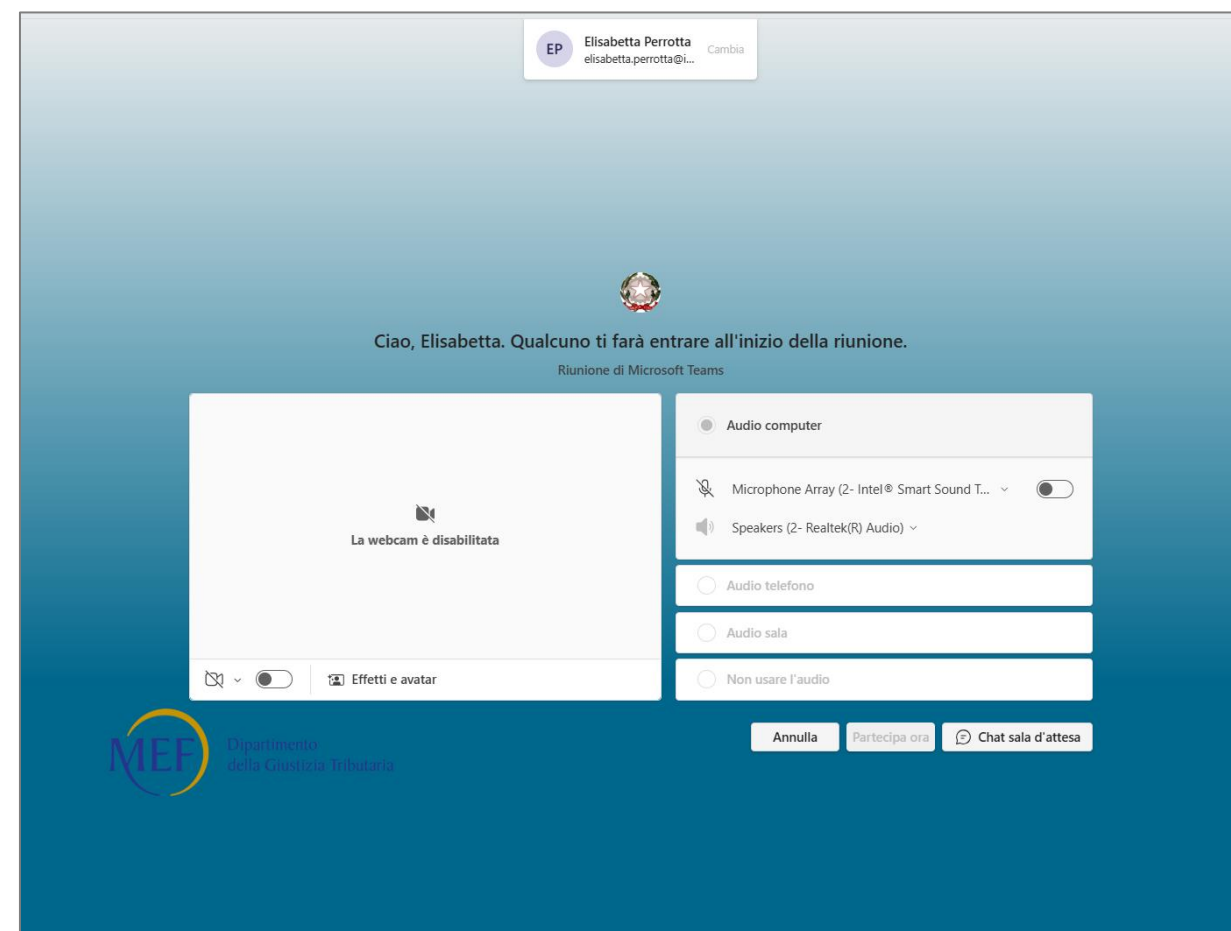 EP
Elisabetta Perrotta
elisabetta.perrotta@i...
Cambia
Ciao, Elisabetta. Qualcuno ti farà entrare all'inizio della riunione.
Riunione di Microsoft Teams
La webcam è disabilitata
Effetti e avatar
Audio computer
Microphone Array (2- Intel® Smart Sound T...
Speakers (2- Realtek(R) Audio)
Audio telefono
Audio sala
Non usare l'audio
Annulla
Partecipa ora
Chat sala d'attesa
MEF
Dipartimento
della Giustizia Tributaria